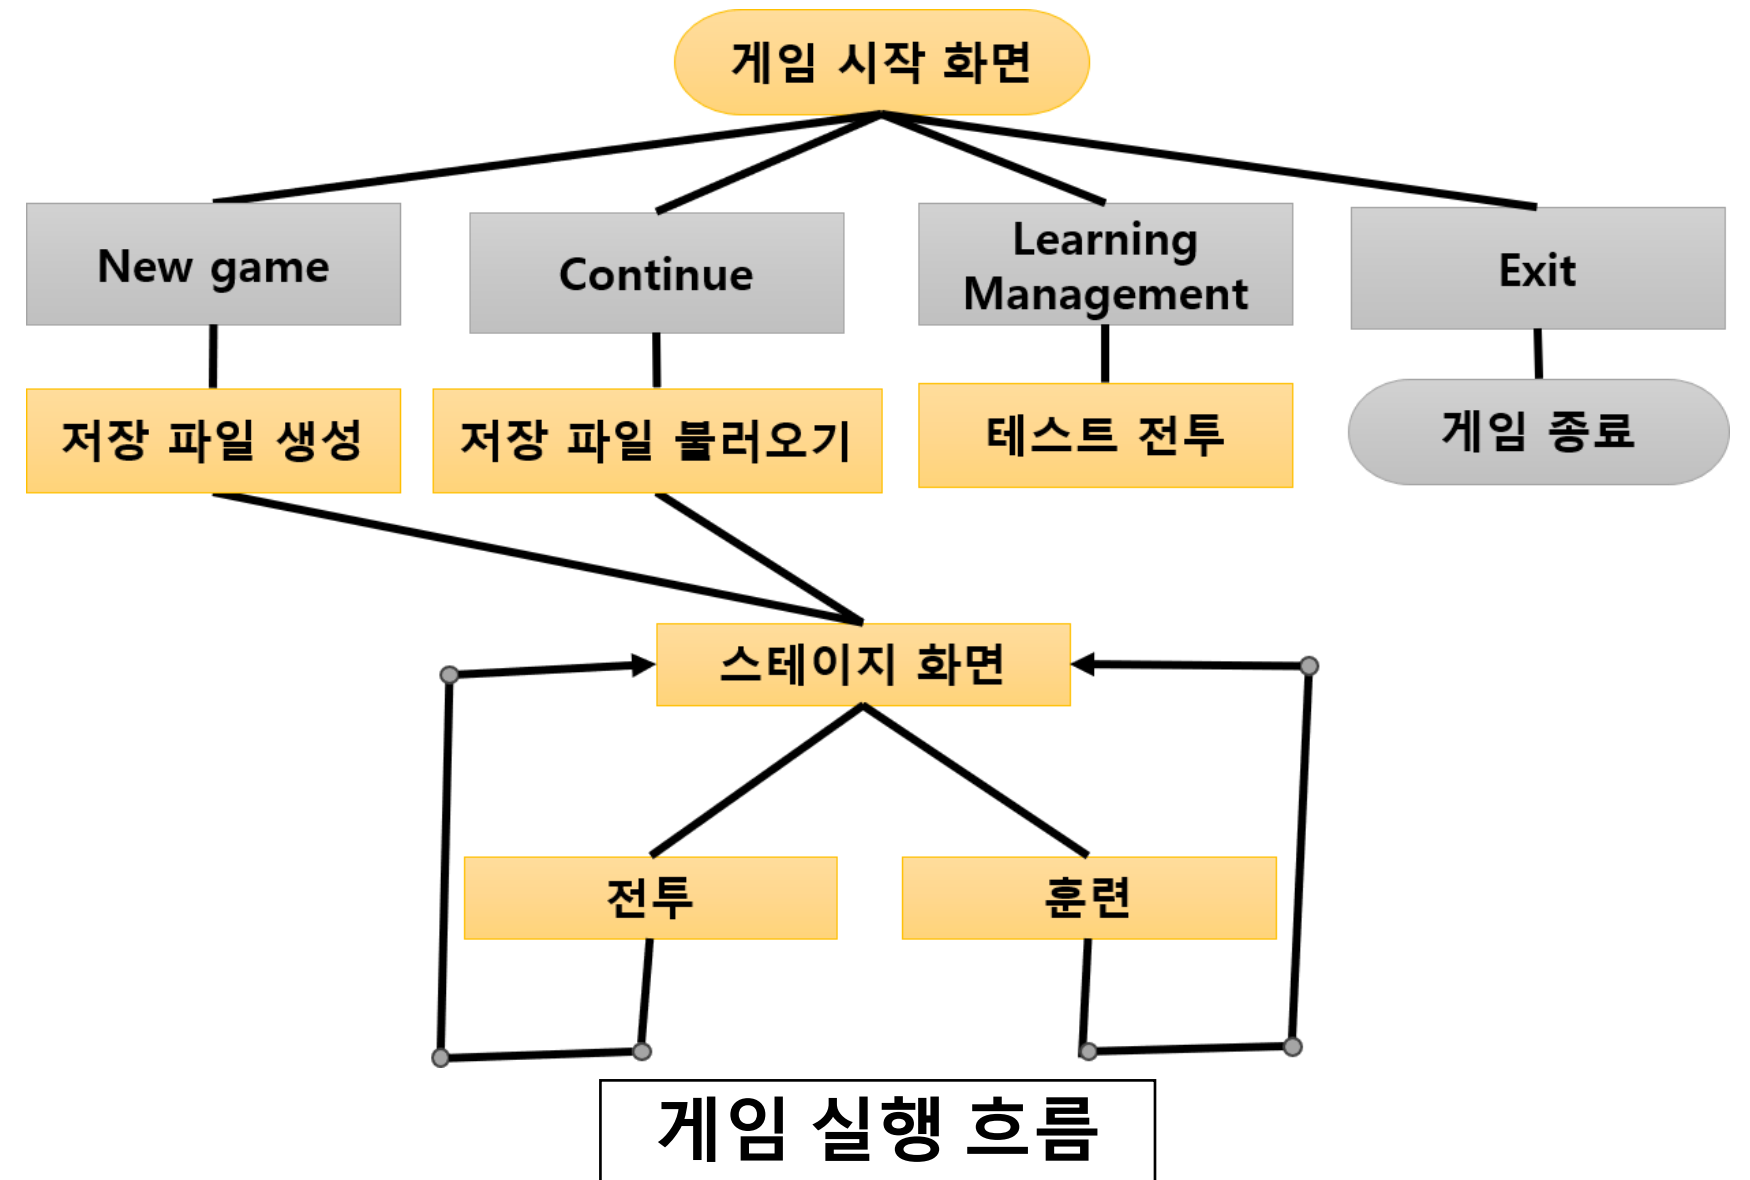 게임 시작 화면
New game
Continue
Learning
Management
Exit
저장 파일 생성
저장 파일 불러오기
테스트 전투
게임 종료
스테이지 화면
전투
훈련
게임 실행 흐름